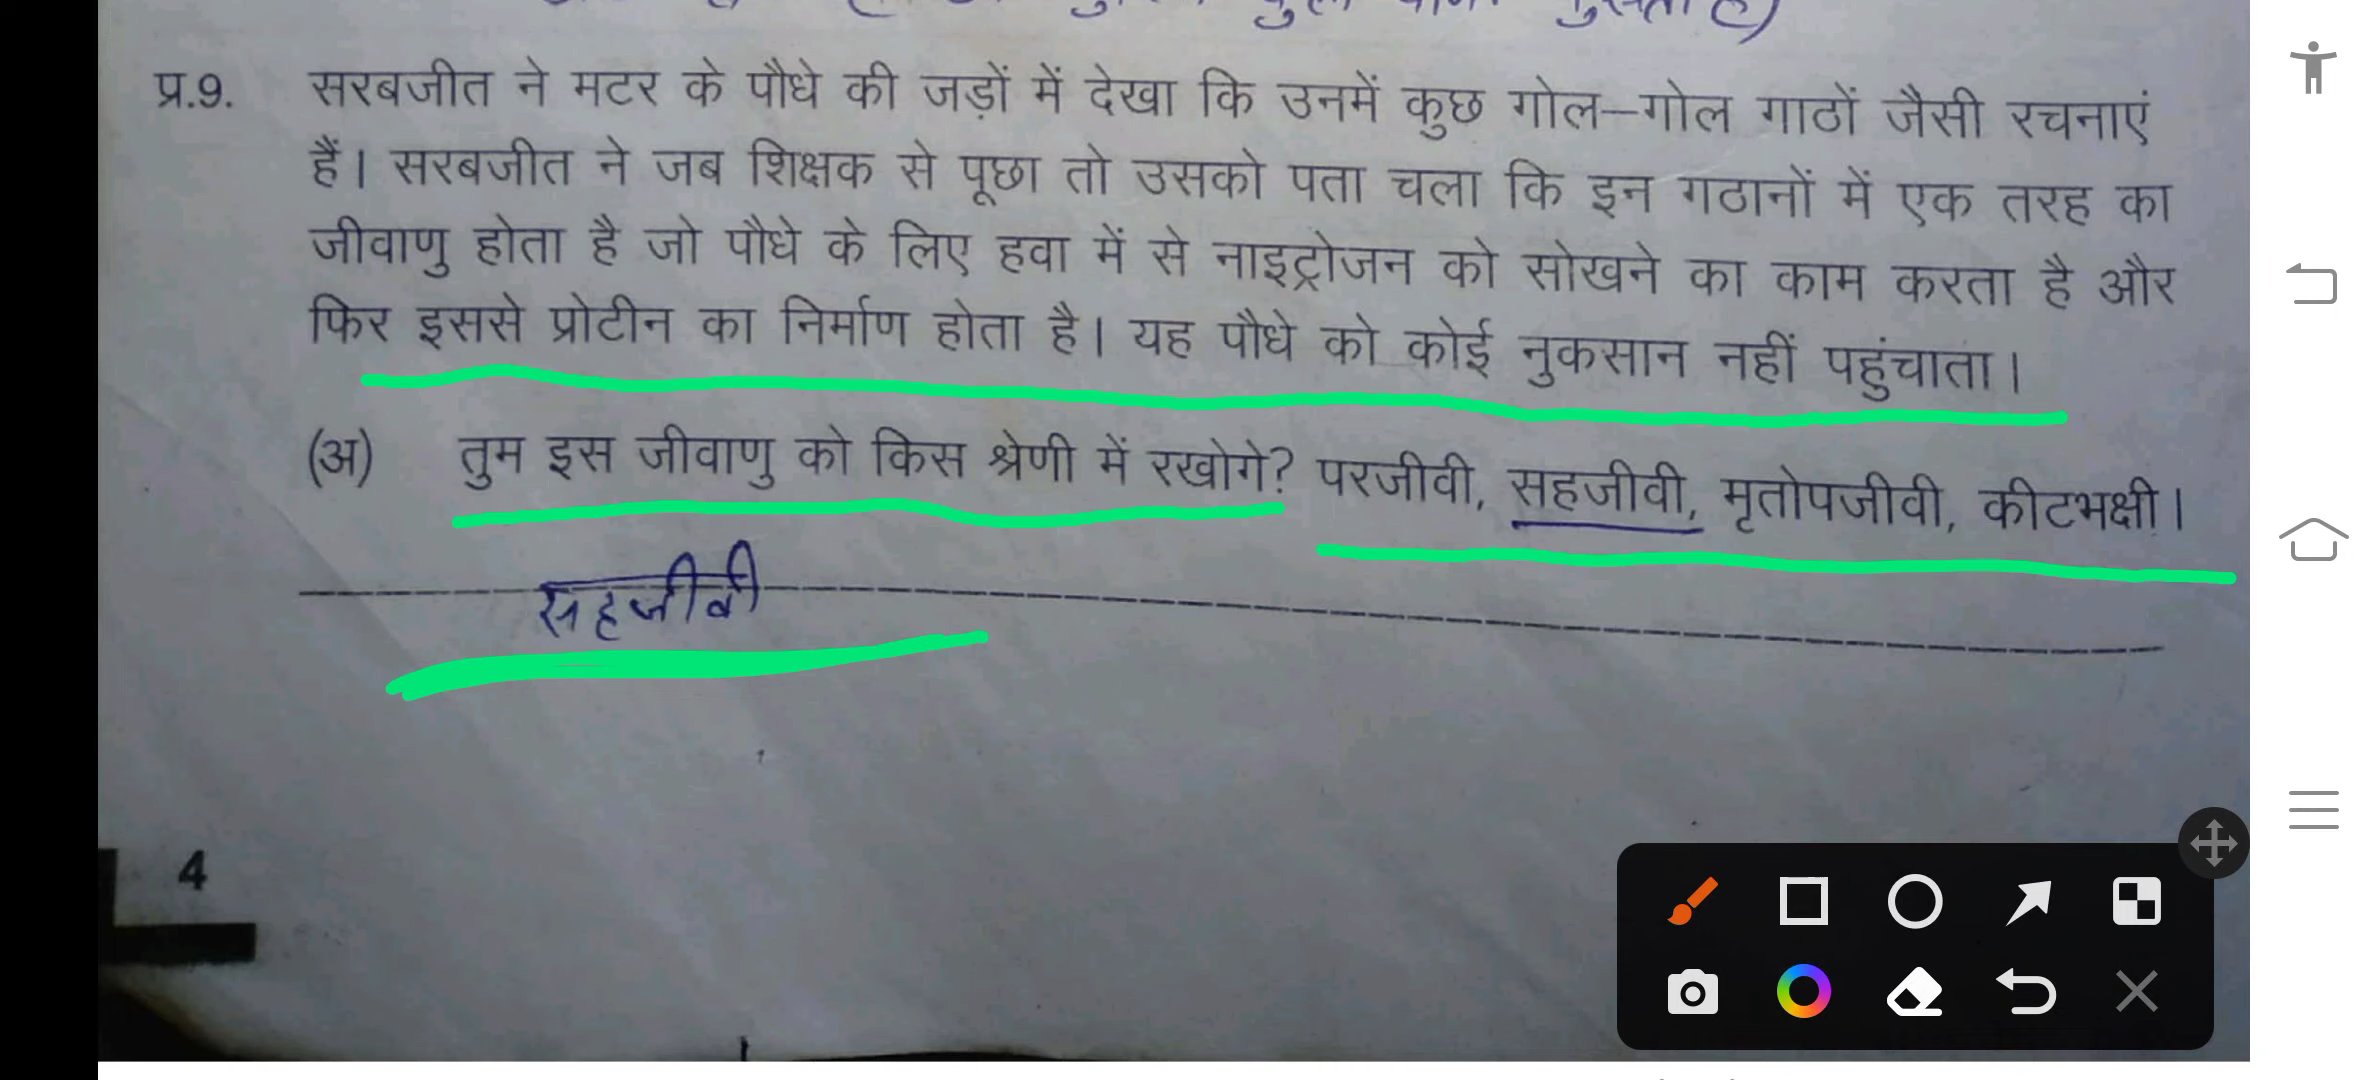 प्र.9. सरबजीत ने मटर के पौधे की जड़ों में देखा कि उनमें कुछ गोल–गोल गाठों जैसी रचनाएं
हैं। सरबजीत ने जब शिक्षक से पूछा तो उसको पता चला कि इन गठानों में एक तरह का
जीवाणु होता है जो पौधे के लिए हवा में से नाइट्रोजन को सोखने का काम करता है और
फिर इससे प्रोटीन का निर्माण होता है। यह पौधे को कोई नुकसान नहीं पहुंचाता।
(अ) तुम इस जीवाणु को किस श्रेणी में रखोगे? परजीवी, सहजीवी, मृतोपजीवी, कीटभक्षी।
सहजीवी
4